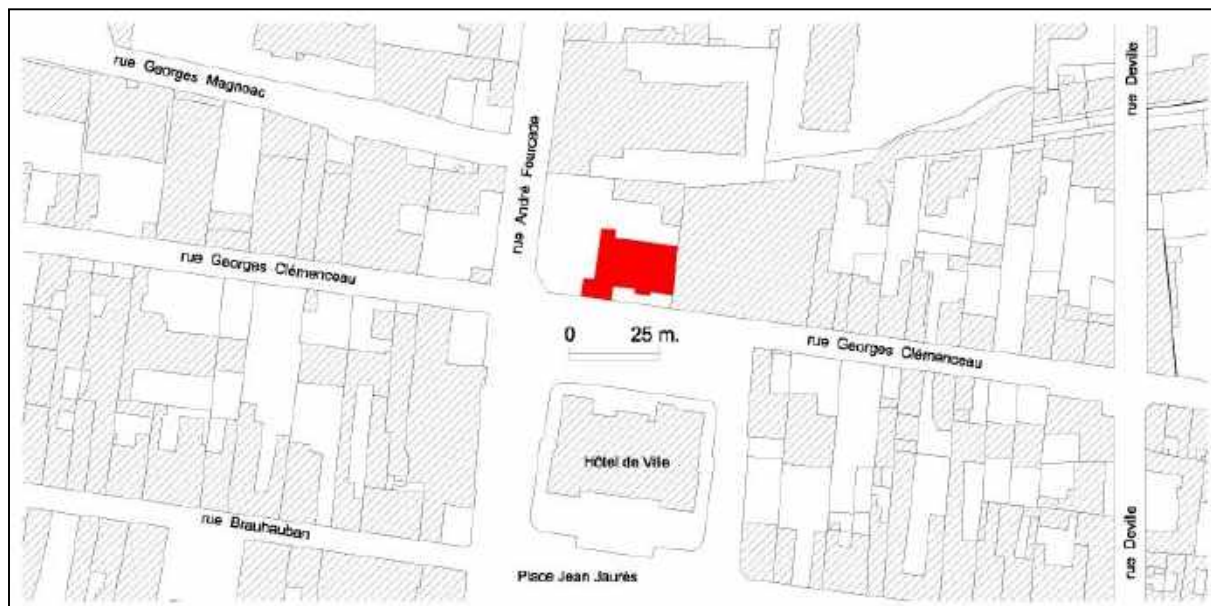 rue Georges Magnoac
rue André Fourcade
rue Deville
rue Georges Clémenceau
0 25 m.
rue Georges Clémenceau
Hôtel de Ville
rue Brauhauban
Place Jean Jaurès
rue Deville